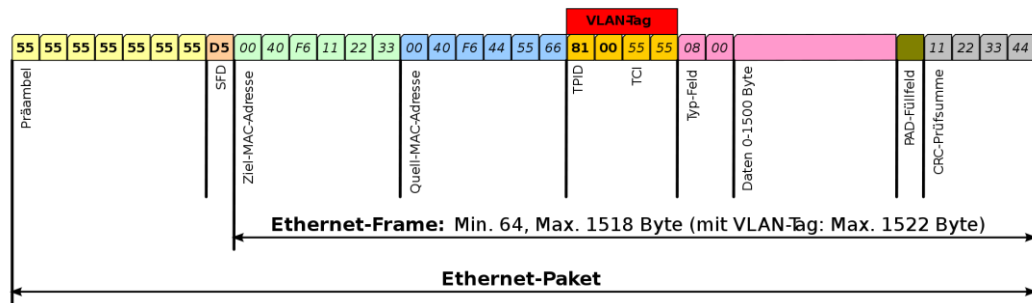 VLAN-Tag
55 55 55 55 55 55 55 D5 00 40 F6 11 22 33 00 40 F6 44 55 66 81 00 55 55 08 00 11 22 33 44
Präambel
SFD
Ziel-MAC-Adresse
Quell-MAC-Adresse
TPID
TCI
Typ-Feld
Daten 0-1500 Byte
PAD-Füllfeld
CRC-Prüfsumme
Ethernet-Frame: Min. 64, Max. 1518 Byte (mit VLAN-Tag: Max. 1522 Byte)
Ethernet-Paket